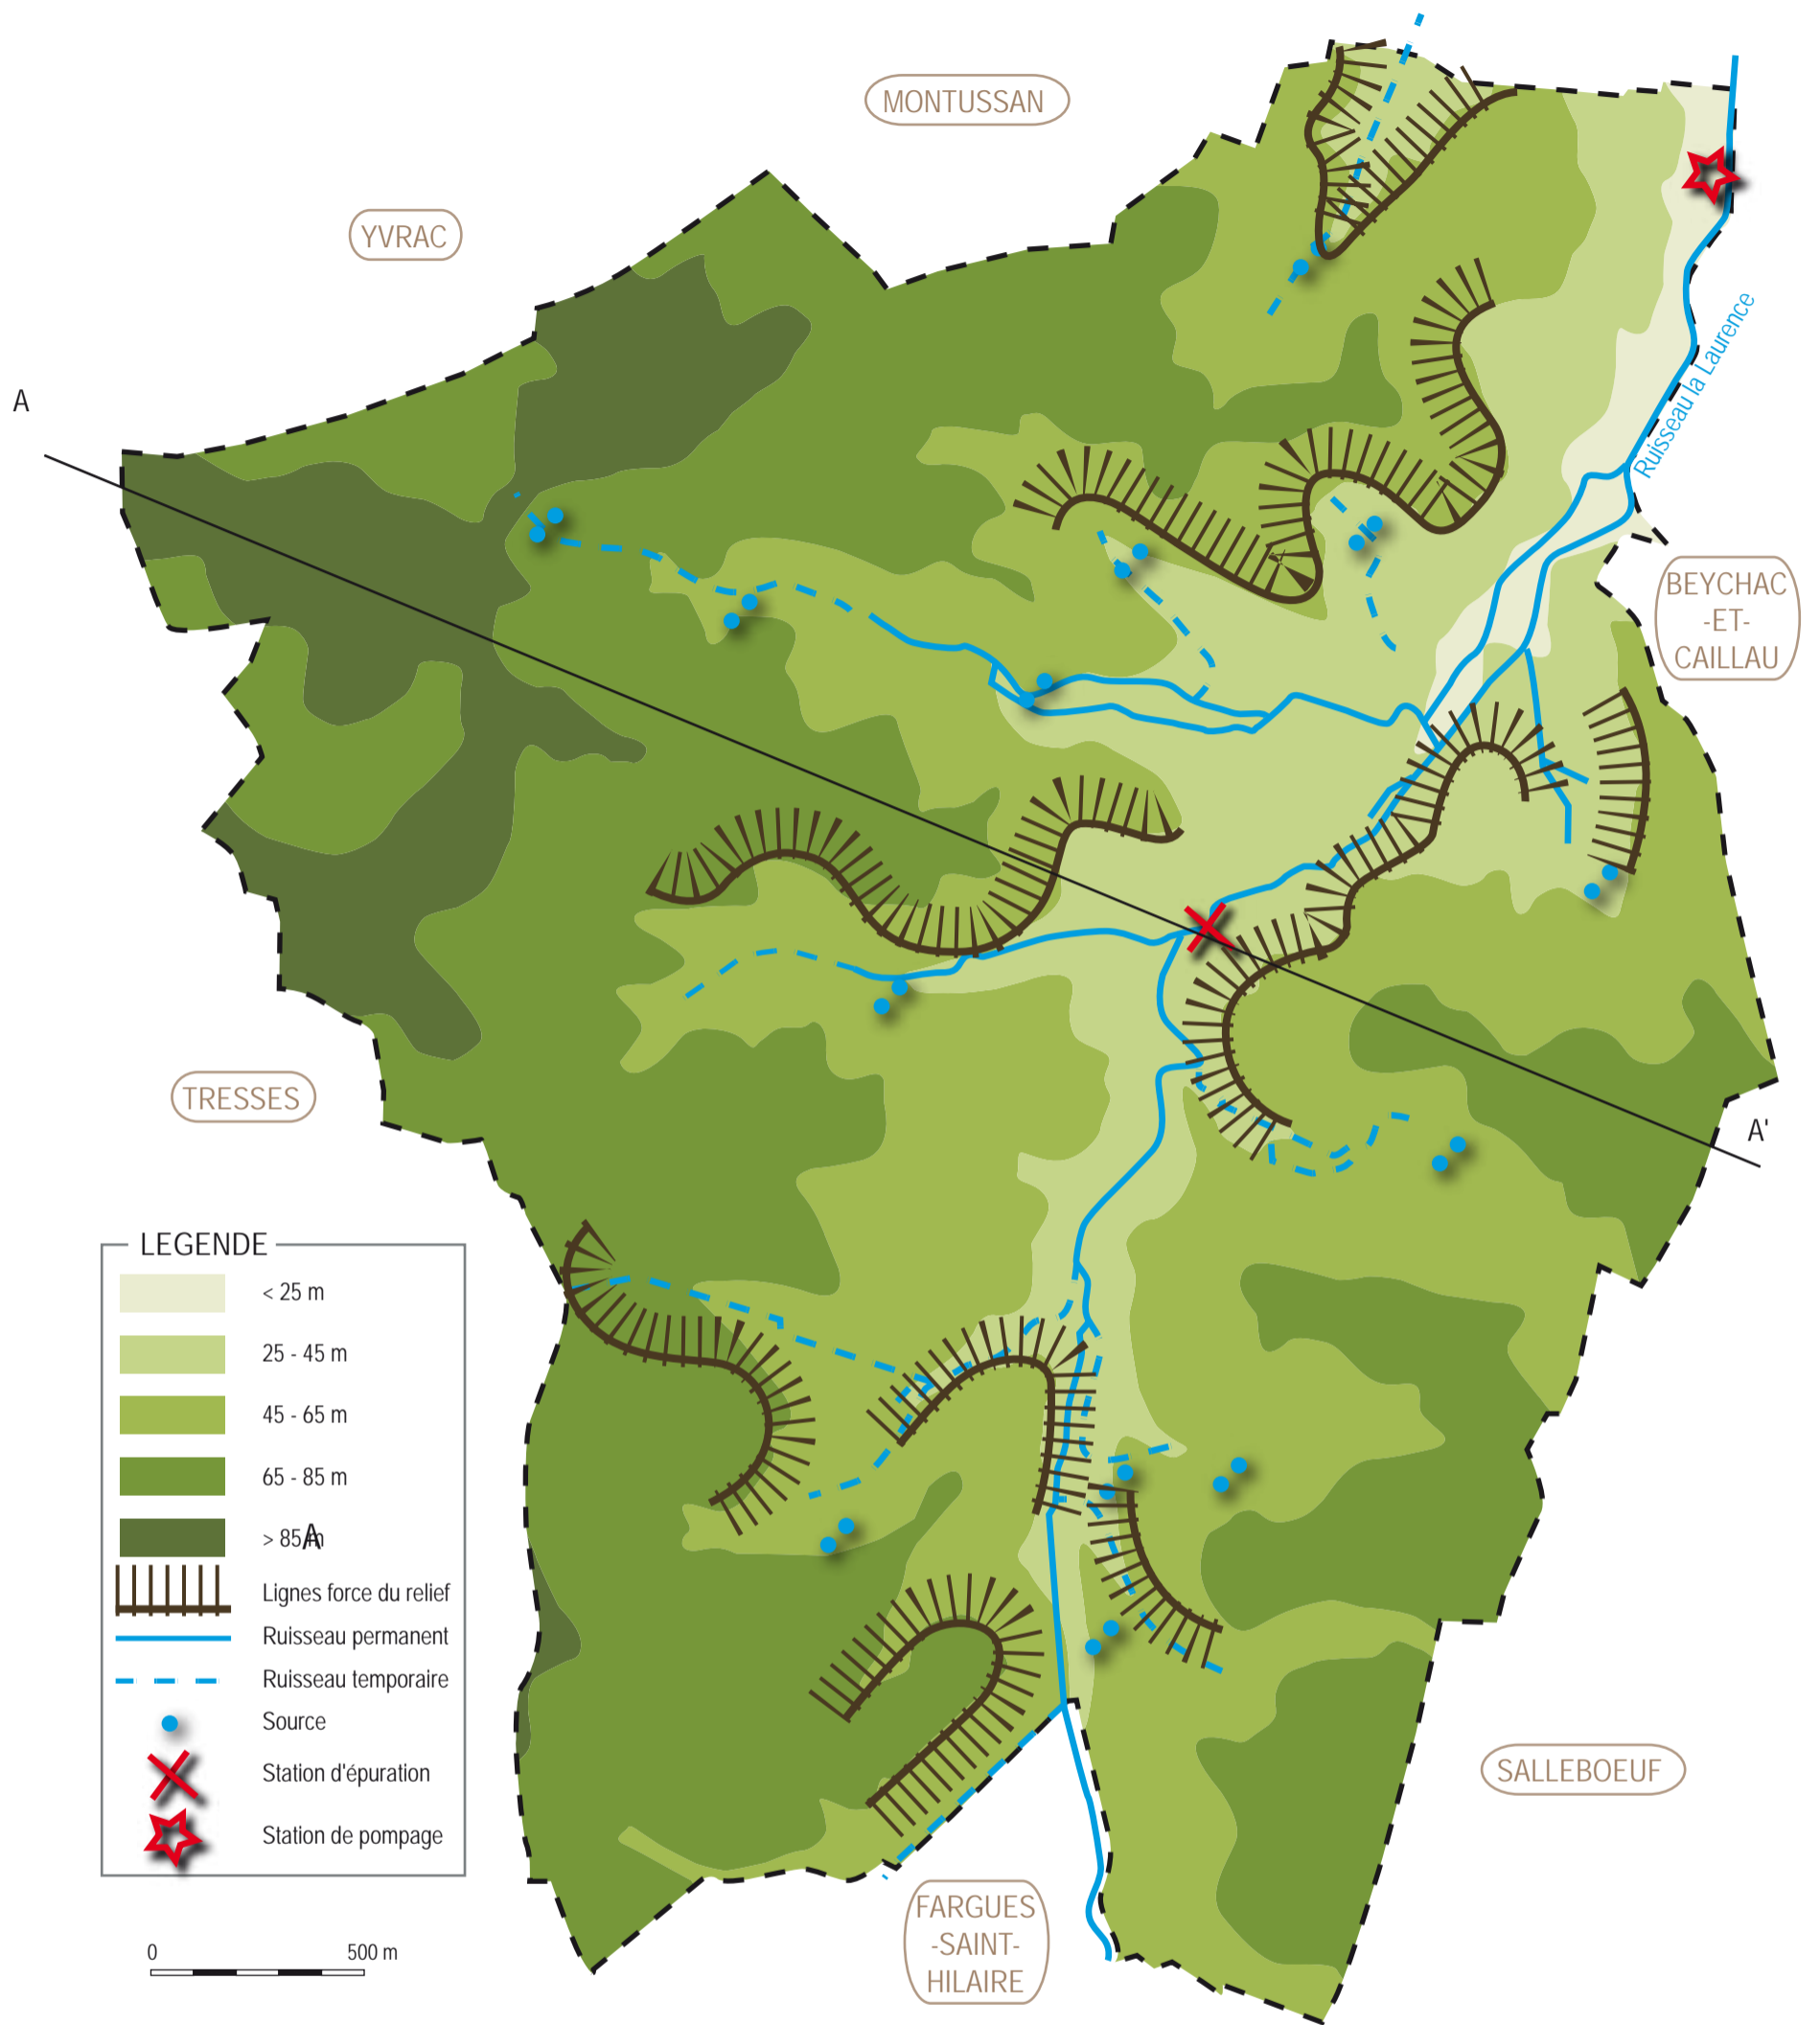 MONTUSSAN
YVRAC
Ruisseau la Laurence
A
BEYCHAC
-ET-
CAILLAU
TRESSES
A'
LEGENDE
< 25 m
25 - 45 m
45 - 65 m
65 - 85 m
> 85 m
A
Lignes force du relief
Ruisseau permanent
Ruisseau temporaire
Source
Station d'épuration
Station de pompage
SALLEBOEUF
FARGUES
-SAINT-
HILAIRE
0 500 m